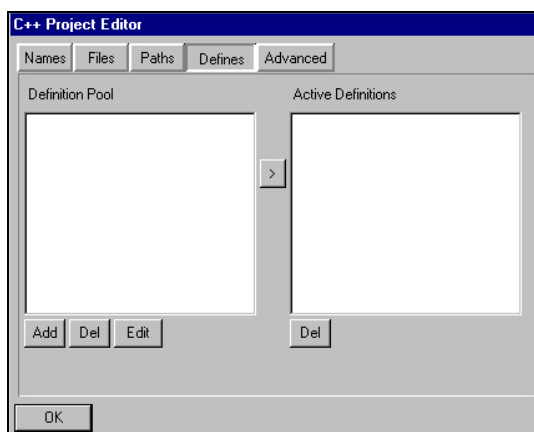 C++ Project Editor
Names Files Paths Defines Advanced
Definition Pool Active Definitions
>
Add Del Edit Del
OK